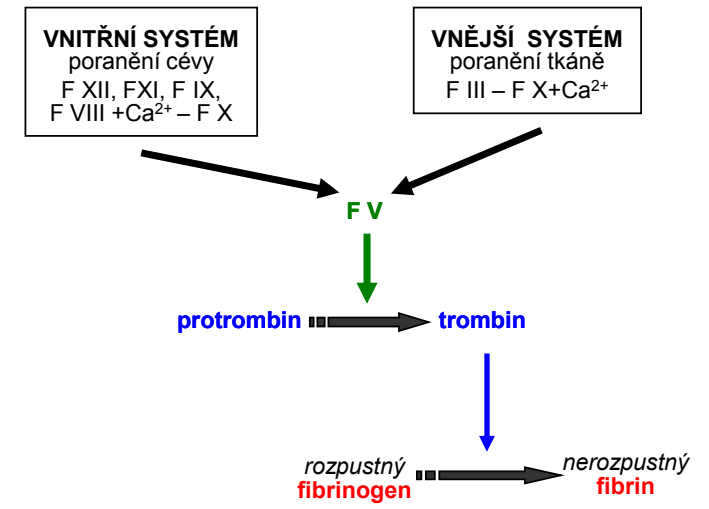 VNITŘNÍ SYSTÉM
poranění cévy
F XII, FXI, F IX,
F VIII +Ca²⁺ – F X
VNĚJŠÍ SYSTÉM
poranění tkáně
F III – F X+Ca²⁺
F V
protrombin
trombin
rozpustný
fibrinogen
nerozpustný
fibrin